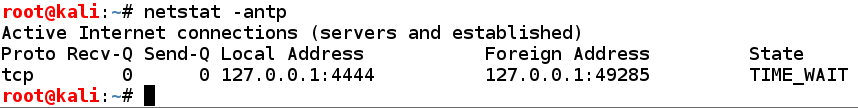 root@kali:~# netstat -antp
Active Internet connections (servers and established)
Proto Recv-Q Send-Q Local Address           Foreign Address         State
tcp        0      0 127.0.0.1:4444          127.0.0.1:49285         TIME_WAIT
root@kali:~#